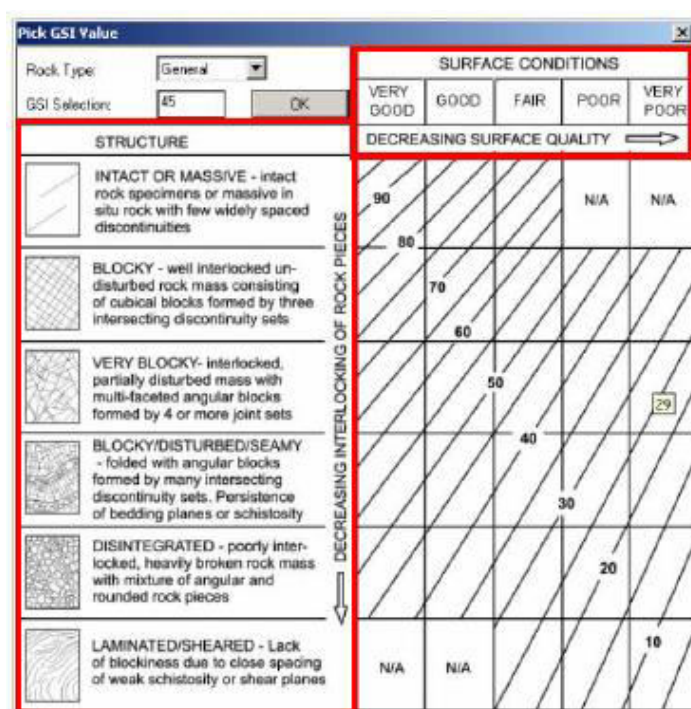 Pick GSI Value
Rock Type:
General
GSI Selection:
45
OK
SURFACE CONDITIONS
VERY GOOD
GOOD
FAIR
POOR
VERY POOR
DECREASING SURFACE QUALITY
STRUCTURE
DECREASING INTERLOCKING OF ROCK PIECES
INTACT OR MASSIVE - intact
rock specimens or massive in
situ rock with few widely spaced
discontinuities
BLOCKY - well interlocked un-
disturbed rock mass consisting
of cubical blocks formed by three
intersecting discontinuity sets
VERY BLOCKY- interlocked,
partially disturbed mass with
multi-faceted angular blocks
formed by 4 or more joint sets
BLOCKY/DISTURBED/SEAMY
- folded with angular blocks
formed by many intersecting
discontinuity sets. Persistence
of bedding planes or schistosity
DISINTEGRATED - poorly inter-
locked, heavily broken rock mass
with mixture of angular and
rounded rock pieces
LAMINATED/SHEARED - Lack
of blockiness due to close spacing
of weak schistosity or shear planes
90
N/A
N/A
80
70
60
50
29
40
30
20
10
N/A
N/A